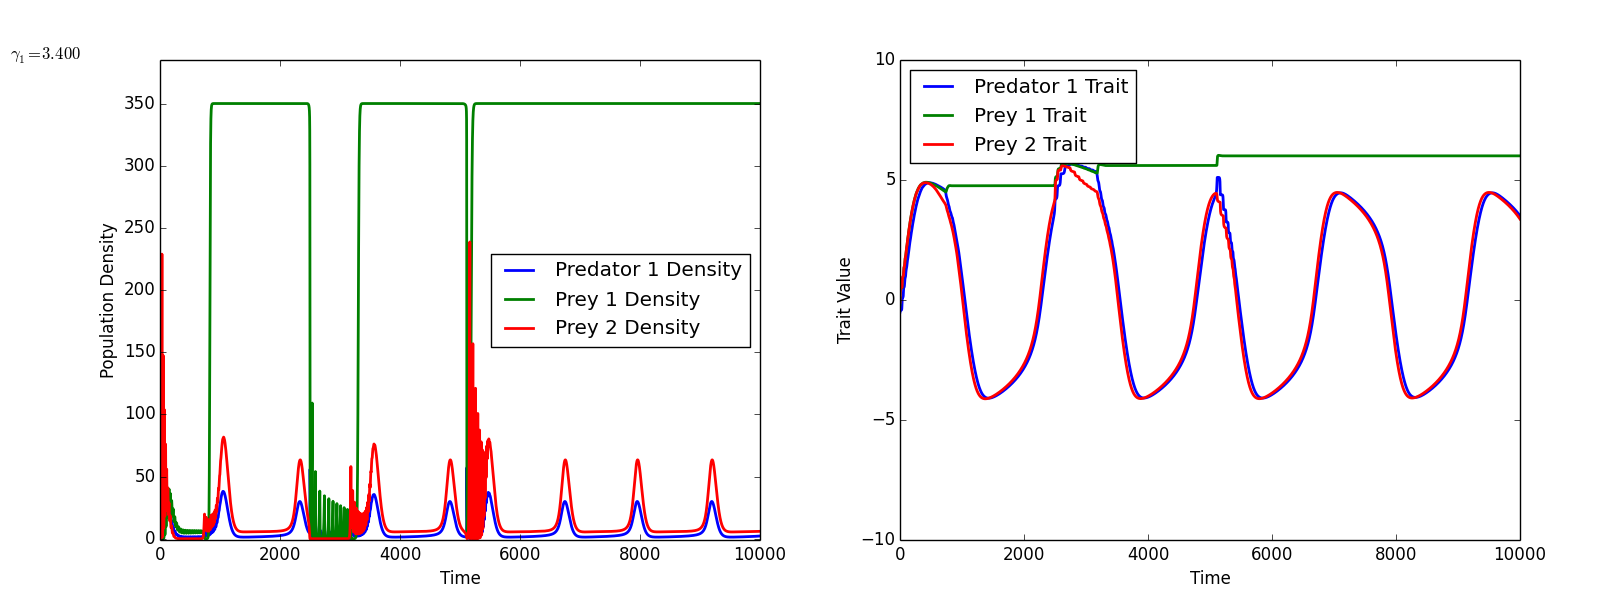 γ1=3.400
350
300
250
200
150
100
50
0
Population Density
Predator 1 Density
Prey 1 Density
Prey 2 Density
0
2000
4000
6000
8000
10000
Time
10
5
0
−5
−10
Trait Value
Predator 1 Trait
Prey 1 Trait
Prey 2 Trait
0
2000
4000
6000
8000
10000
Time